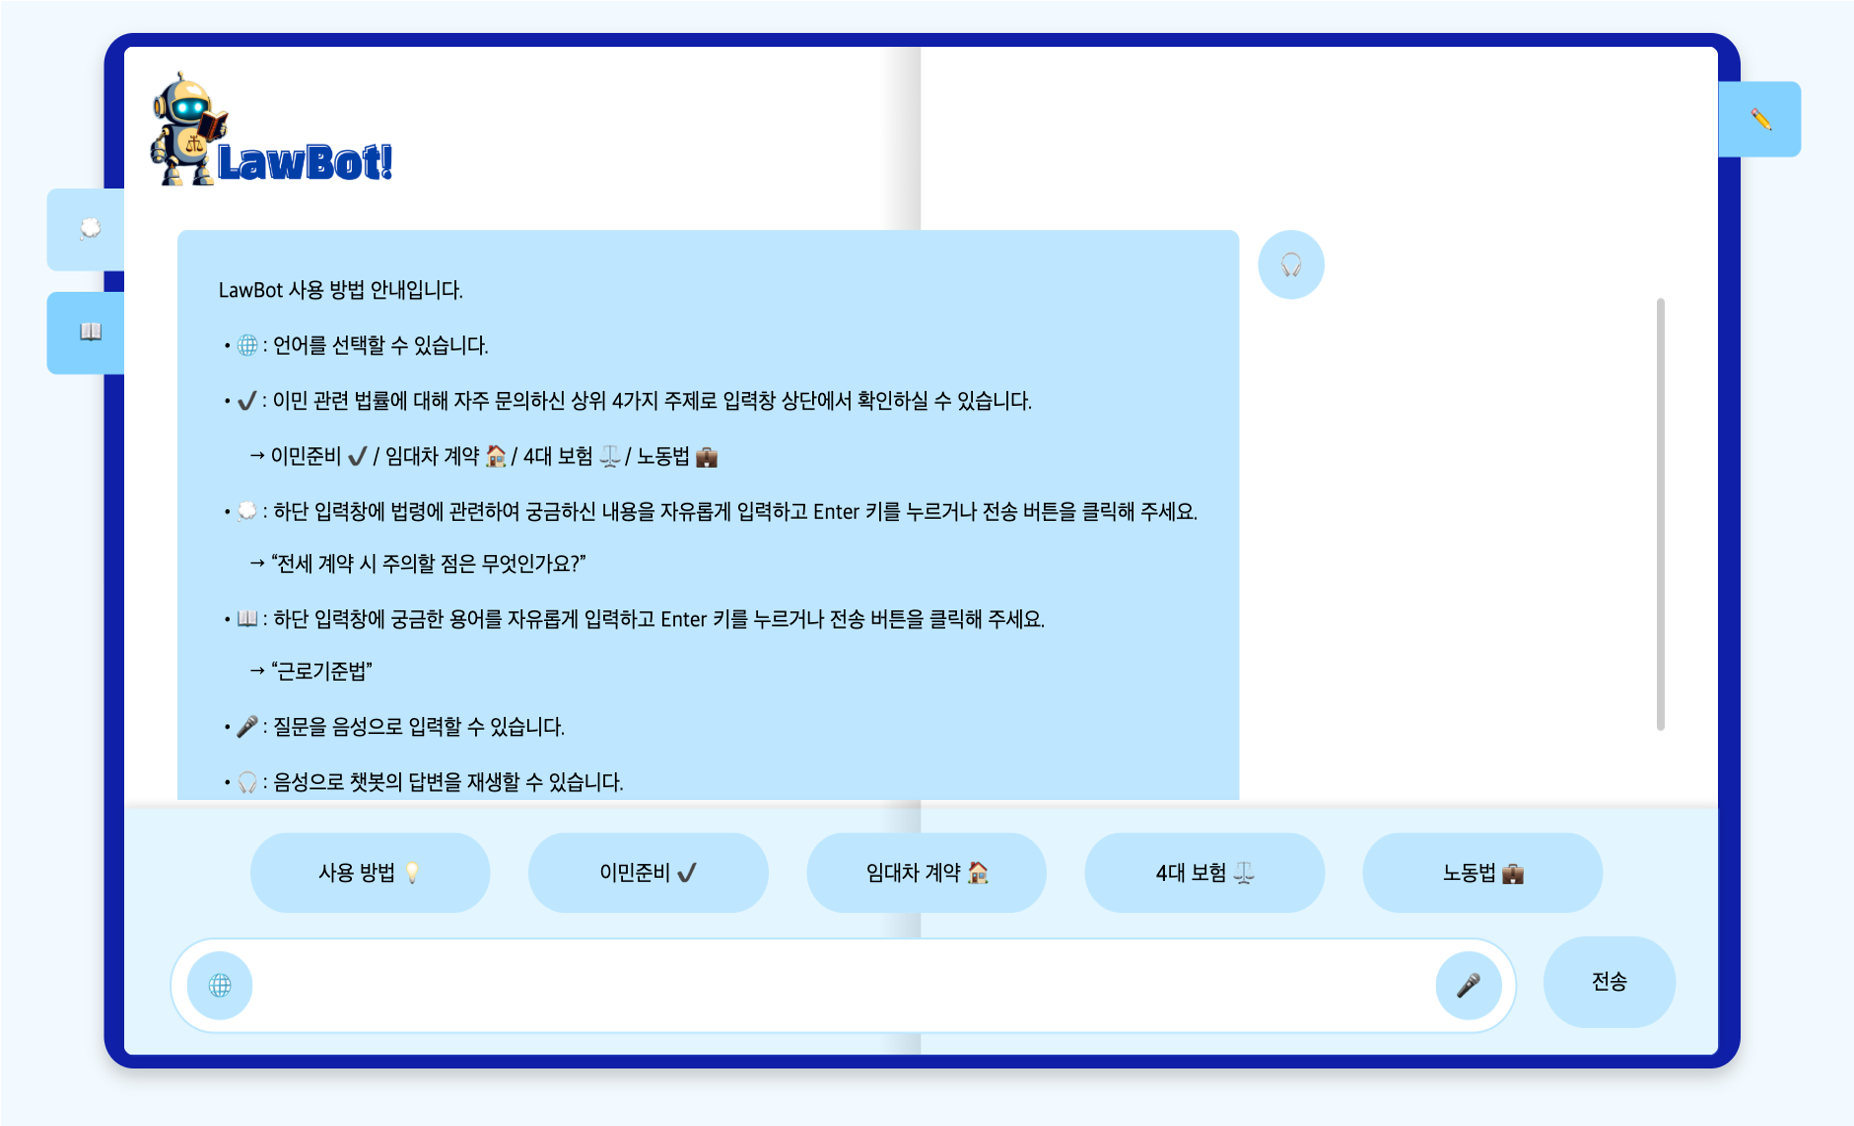 LawBot!
LawBot 사용 방법 안내입니다.
• 🌐 : 언어를 선택할 수 있습니다.
• ✔️ : 이민 관련 법률에 대해 자주 문의하신 상위 4가지 주제로 입력창 상단에서 확인하실 수 있습니다.
→ 이민준비 ✔️ / 임대차 계약 🏠 / 4대 보험 ⚖️ / 노동법 💼
• 💭 : 하단 입력창에 법령에 관련하여 궁금하신 내용을 자유롭게 입력하고 Enter 키를 누르거나 전송 버튼을 클릭해 주세요.
→ “전세 계약 시 주의할 점은 무엇인가요?”
• 📖 : 하단 입력창에 궁금한 용어를 자유롭게 입력하고 Enter 키를 누르거나 전송 버튼을 클릭해 주세요.
→ “근로기준법”
• 🎤 : 질문을 음성으로 입력할 수 있습니다.
• 🎧 : 음성으로 챗봇의 답변을 재생할 수 있습니다.
사용 방법 💡
이민준비 ✔️
임대차 계약 🏠
4대 보험 ⚖️
노동법 💼
전송